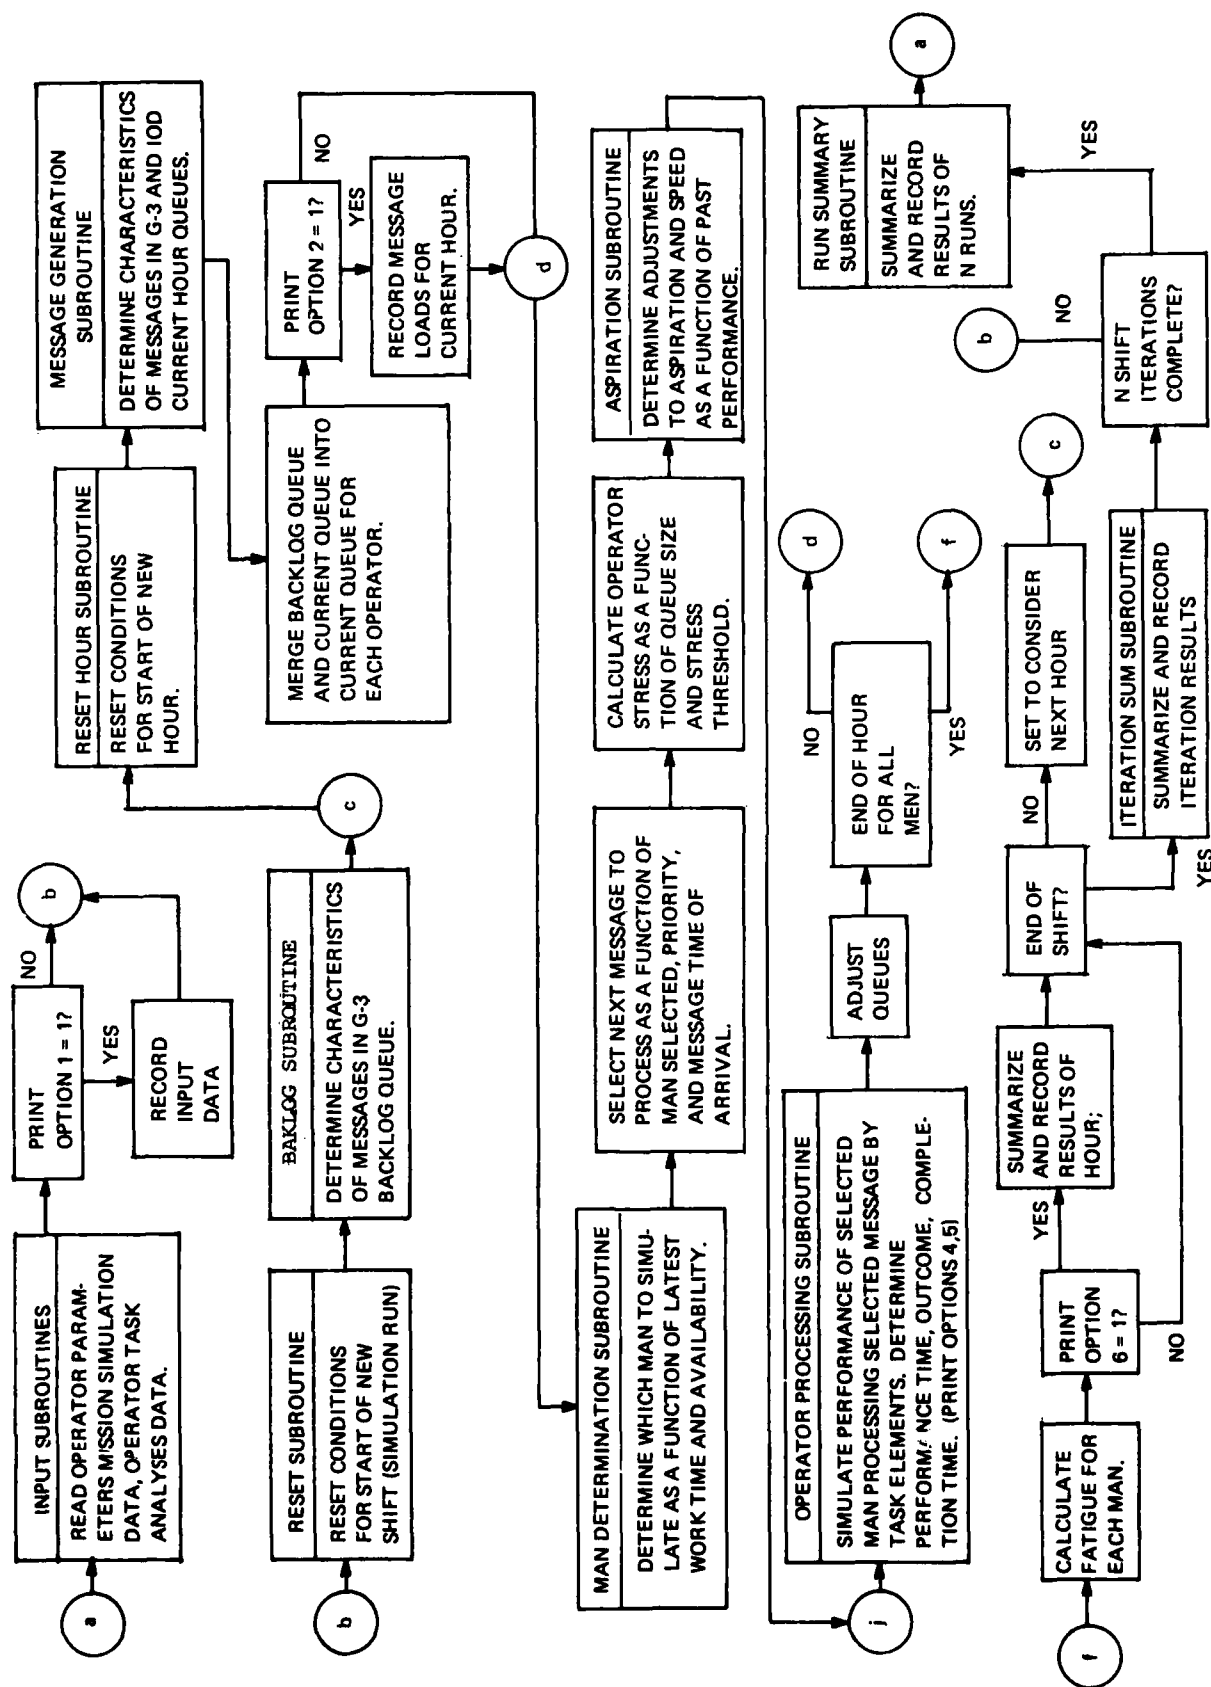 a
INPUT SUBROUTINES
READ OPERATOR PARAM-
ETERS MISSION SIMULATION
DATA, OPERATOR TASK
ANALYSES DATA.
PRINT
OPTION 1 = 1?
NO
b
YES
RECORD
INPUT
DATA
b
RESET SUBROUTINE
RESET CONDITIONS
FOR START OF NEW
SHIFT (SIMULATION RUN)
BAKLGG SUBROUTINE
DETERMINE CHARACTERISTICS
OF MESSAGES IN G-3
BACKLOG QUEUE.
c
RESET HOUR SUBROUTINE
RESET CONDITIONS
FOR START OF NEW
HOUR.
MESSAGE GENERATION
SUBROUTINE
DETERMINE CHARACTERISTICS
OF MESSAGES IN G-3 AND IOD
CURRENT HOUR QUEUES.
MERGE BACKLOG QUEUE
AND CURRENT QUEUE INTO
CURRENT QUEUE FOR
EACH OPERATOR.
PRINT
OPTION 2 = 1?
NO
YES
RECORD MESSAGE
LOADS FOR
CURRENT HOUR.
d
MAN DETERMINATION SUBROUTINE
DETERMINE WHICH MAN TO SIMU-
LATE AS A FUNCTION OF LATEST
WORK TIME AND AVAILABILITY.
SELECT NEXT MESSAGE TO
PROCESS AS A FUNCTION OF
MAN SELECTED, PRIORITY,
AND MESSAGE TIME OF
ARRIVAL.
CALCULATE OPERATOR
STRESS AS A FUNC-
TION OF QUEUE SIZE
AND STRESS
THRESHOLD.
ASPIRATION SUBROUTINE
DETERMINE ADJUSTMENTS
TO ASPIRATION AND SPEED
AS A FUNCTION OF PAST
PERFORMANCE.
j
OPERATOR PROCESSING SUBROUTINE
SIMULATE PERFORMANCE OF SELECTED
MAN PROCESSING SELECTED MESSAGE BY
TASK ELEMENTS. DETERMINE
PERFORMANCE TIME, OUTCOME, COMPLE-
TION TIME. (PRINT OPTIONS 4,5)
ADJUST
QUEUES
END OF HOUR
FOR ALL
MEN?
NO
d
YES
f
f
CALCULATE
FATIGUE FOR
EACH MAN.
PRINT
OPTION
6 = 1?
YES
NO
SUMMARIZE
AND RECORD
RESULTS OF
HOUR;
END OF
SHIFT?
NO
SET TO CONSIDER
NEXT HOUR
c
YES
ITERATION SUM SUBROUTINE
SUMMARIZE AND RECORD
ITERATION RESULTS
N SHIFT
ITERATIONS
COMPLETE?
NO
b
YES
RUN SUMMARY
SUBROUTINE
SUMMARIZE
AND RECORD
RESULTS OF
N RUNS.
a